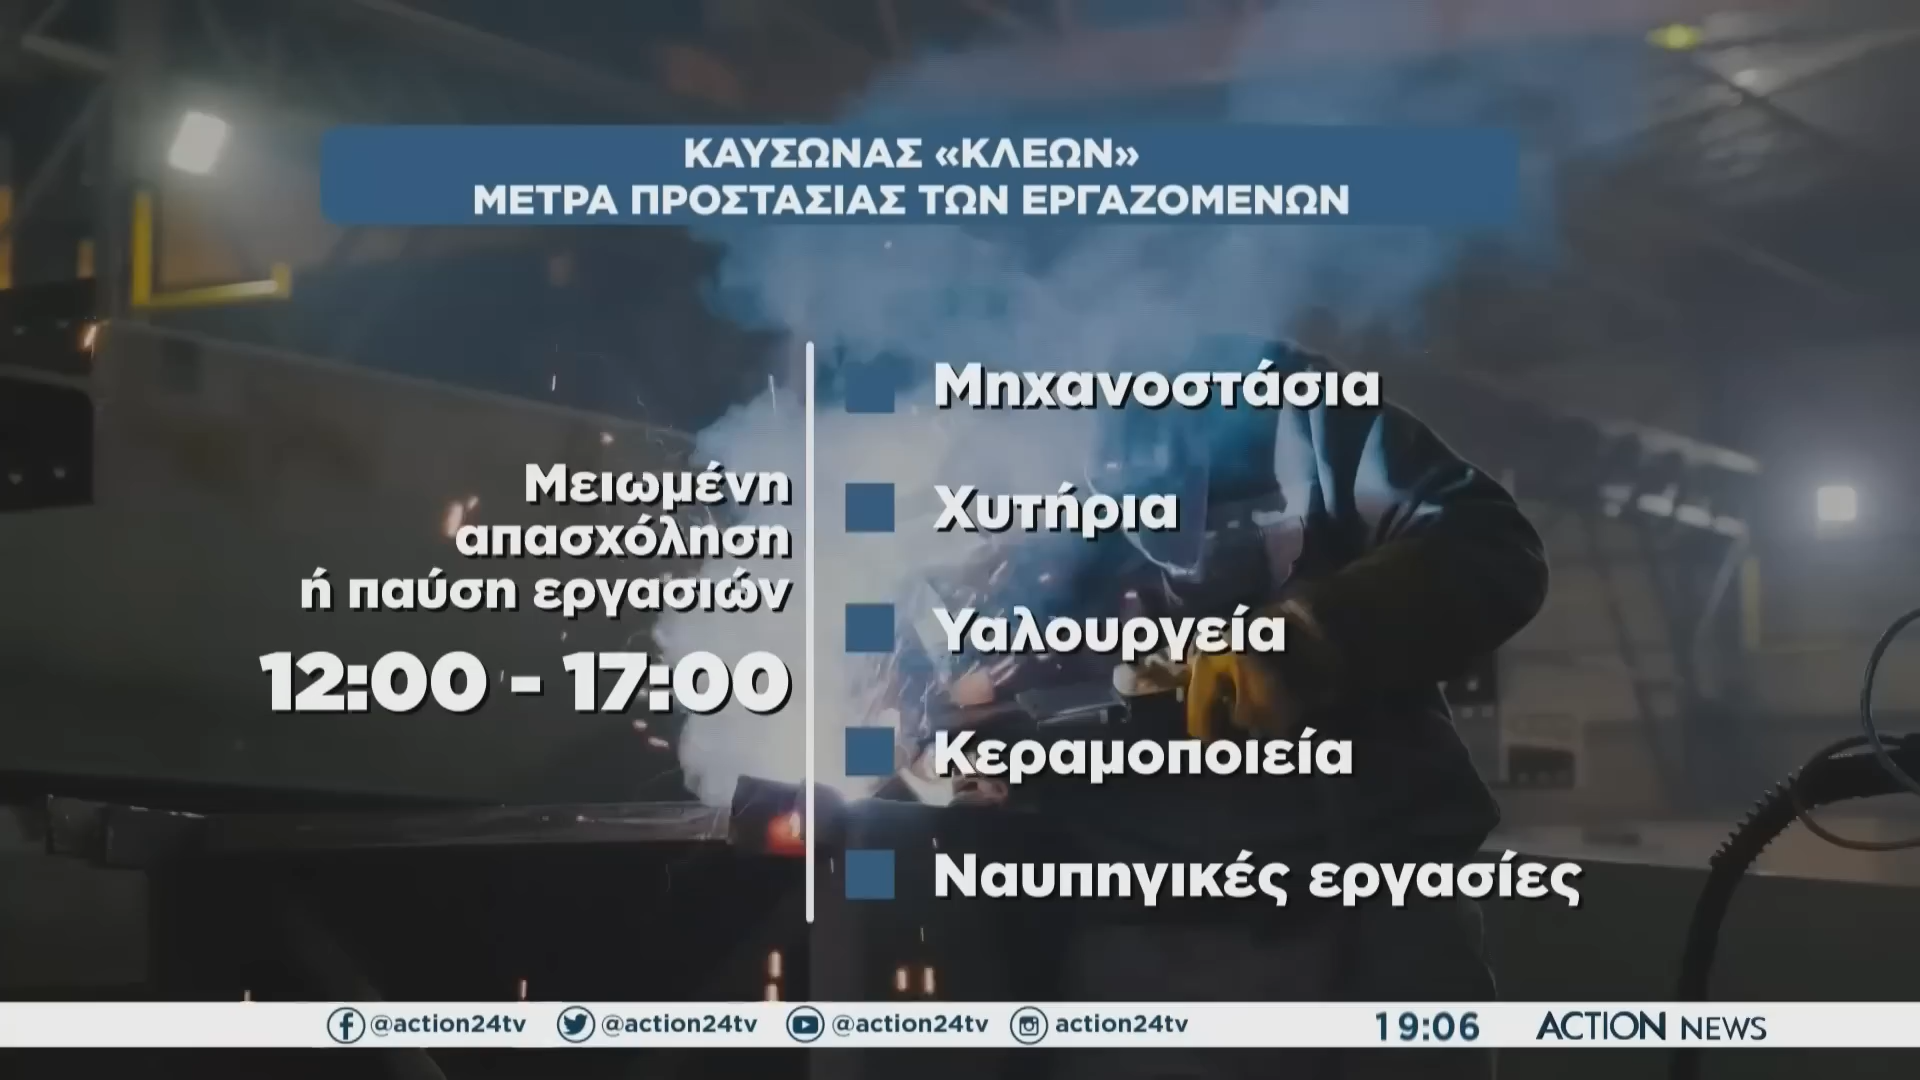 ΚΑΥΣΩΝΑΣ «ΚΛΕΩΝ»
ΜΕΤΡΑ ΠΡΟΣΤΑΣΙΑΣ ΤΩΝ ΕΡΓΑΖΟΜΕΝΩΝ
Μειωμένη
απασχόληση
ή παύση εργασιών
12:00 - 17:00
Μηχανοστάσια
Χυτήρια
Υαλουργεία
Κεραμοποιεία
Ναυπηγικές εργασίες
@action24tv @action24tv @action24tv action24tv 19:06 ACTION NEWS